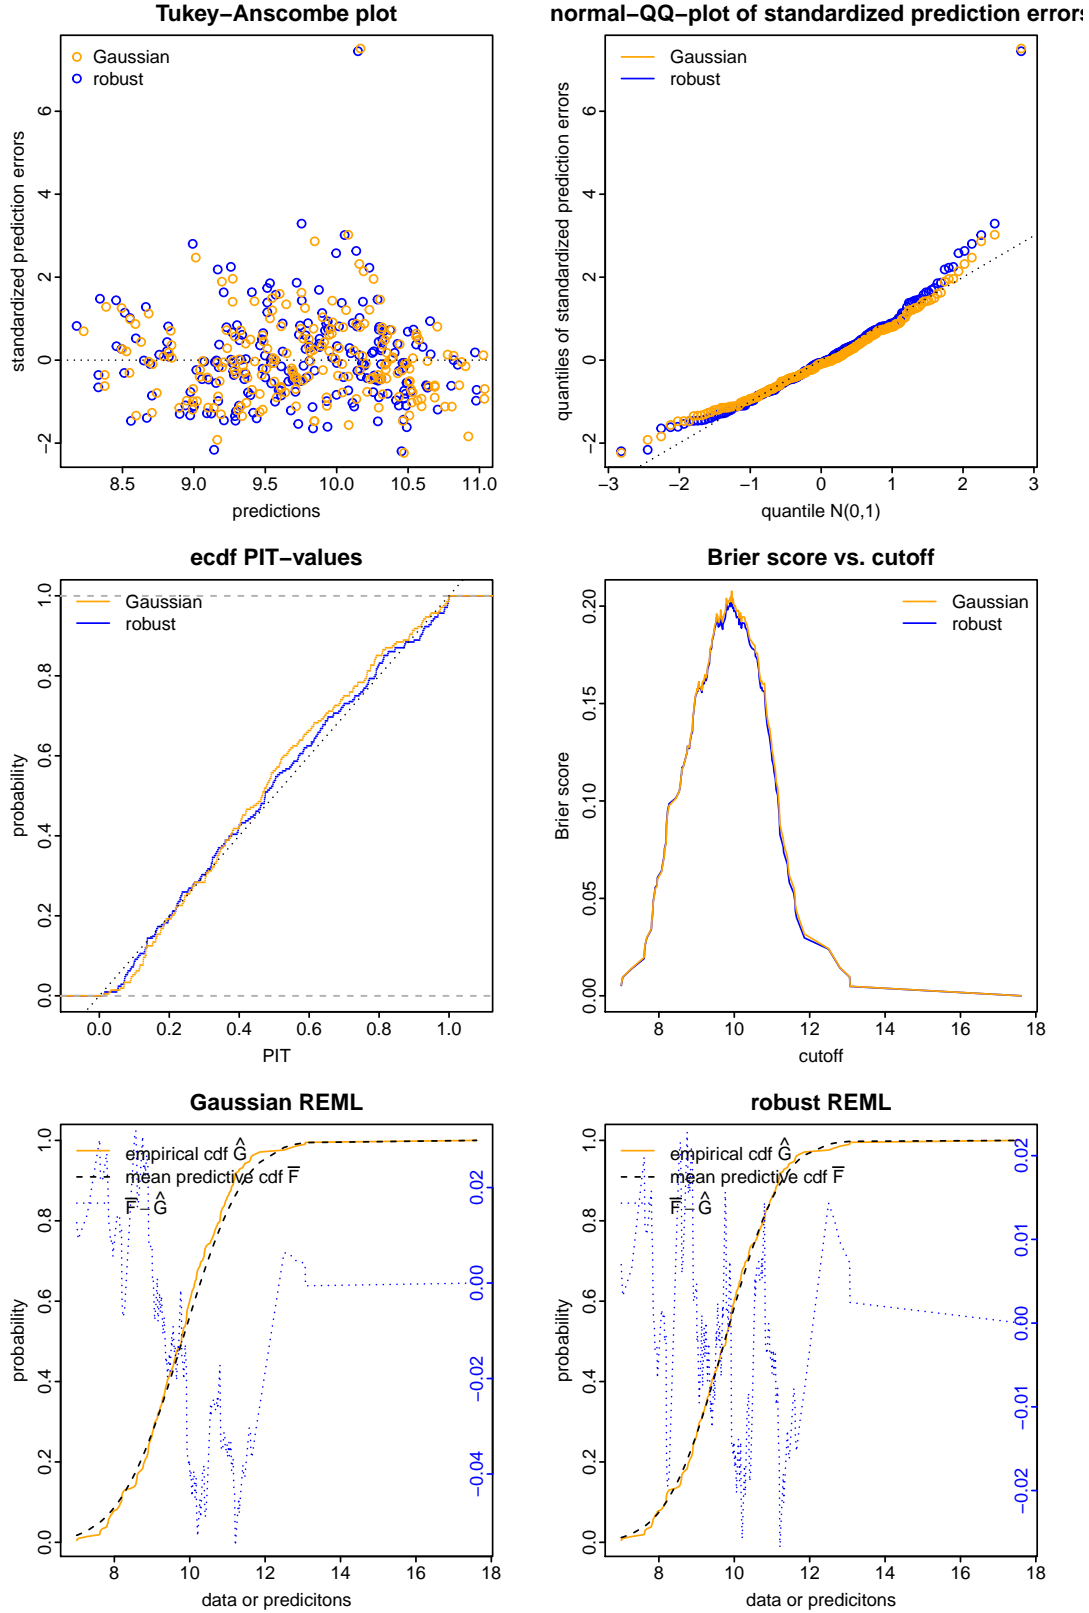 Tukey−Anscombe plot
Gaussian
robust
standardized prediction errors
6
4
2
0
−2
8.5 9.0 9.5 10.0 10.5 11.0
predictions
normal−QQ−plot of standardized prediction errors
Gaussian
robust
quantiles of standardized prediction errors
6
4
2
0
−2
−3 −2 −1 0 1 2 3
quantile N(0,1)
ecdf PIT−values
Gaussian
robust
probability
1.0
0.8
0.6
0.4
0.2
0.0
0.0 0.2 0.4 0.6 0.8 1.0
PIT
Brier score vs. cutoff
Gaussian
robust
Brier score
0.20
0.15
0.10
0.05
0.00
8 10 12 14 16 18
cutoff
Gaussian REML
empirical cdf Ĝ
mean predictive cdf F̅
F̅−Ĝ
probability
1.0
0.8
0.6
0.4
0.2
0.0
0.02
0.00
−0.02
−0.04
8 10 12 14 16 18
data or predicitons
robust REML
empirical cdf Ĝ
mean predictive cdf F̅
F̅−Ĝ
probability
1.0
0.8
0.6
0.4
0.2
0.0
0.02
0.01
0.00
−0.01
−0.02
8 10 12 14 16 18
data or predicitons